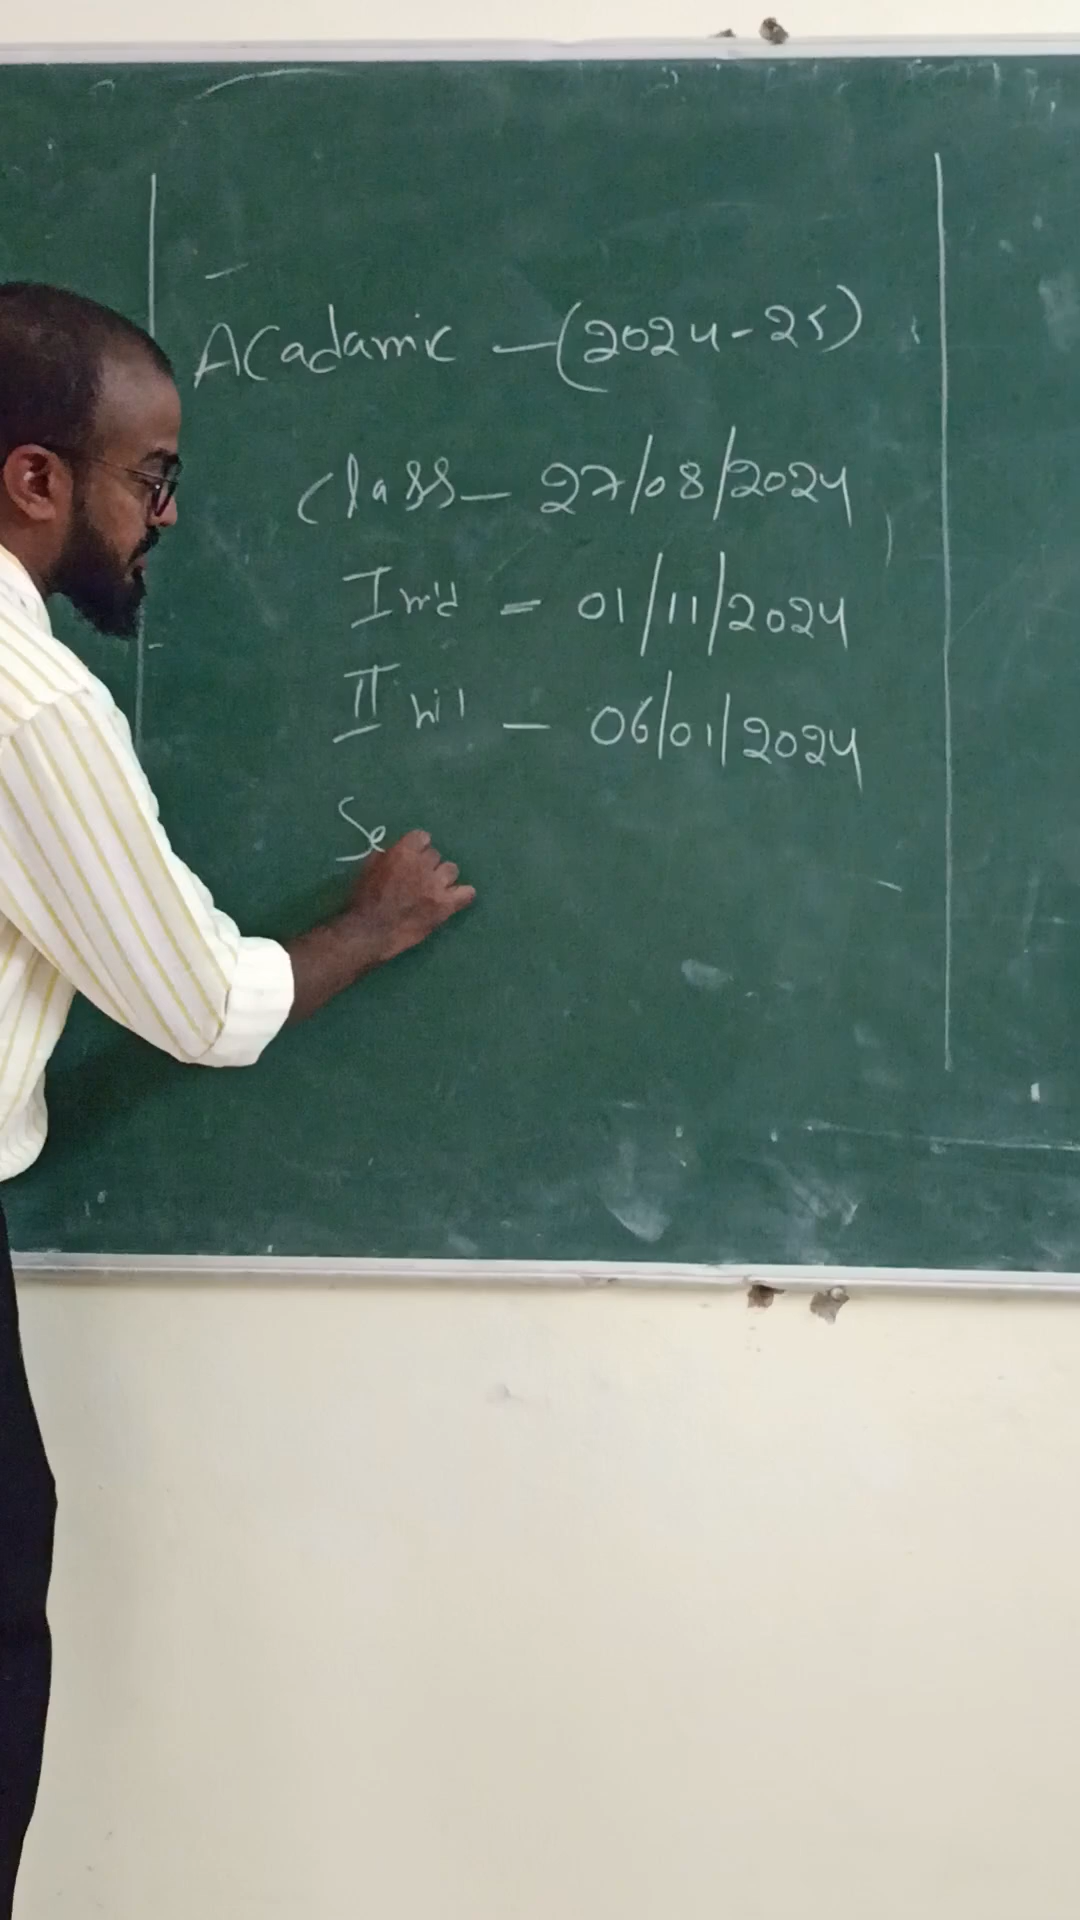 Acadamic - (2024-25)
Class - 27/08/2024
I mid = 01/11/2024
II mid - 06/01/2024
Se